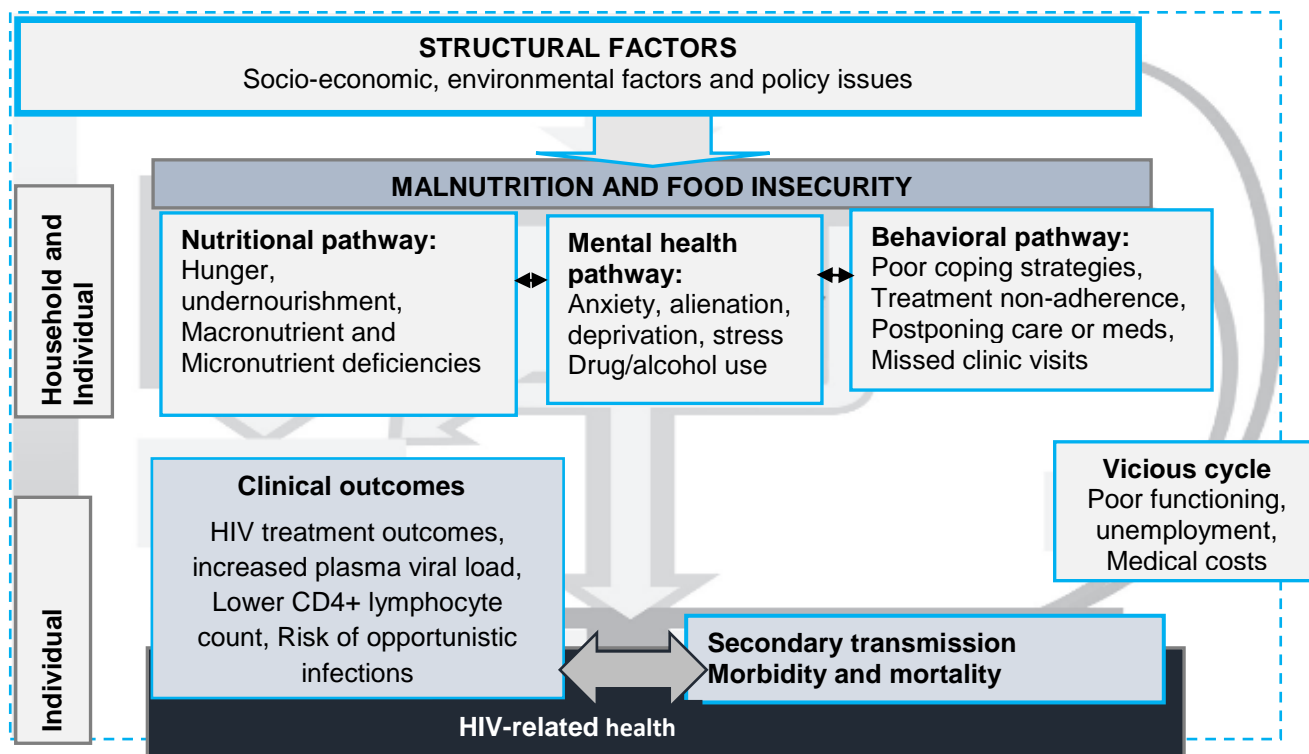 STRUCTURAL FACTORS
Socio-economic, environmental factors and policy issues
MALNUTRITION AND FOOD INSECURITY
Household and
Individual
Nutritional pathway:
Hunger,
undernourishment,
Macronutrient and
Micronutrient deficiencies
Mental health
pathway:
Anxiety, alienation,
deprivation, stress
Drug/alcohol use
Behavioral pathway:
Poor coping strategies,
Treatment non-adherence,
Postponing care or meds,
Missed clinic visits
Individual
Clinical outcomes
HIV treatment outcomes,
increased plasma viral load,
Lower CD4+ lymphocyte
count, Risk of opportunistic
infections
Vicious cycle
Poor functioning,
unemployment,
Medical costs
Secondary transmission
Morbidity and mortality
HIV-related health